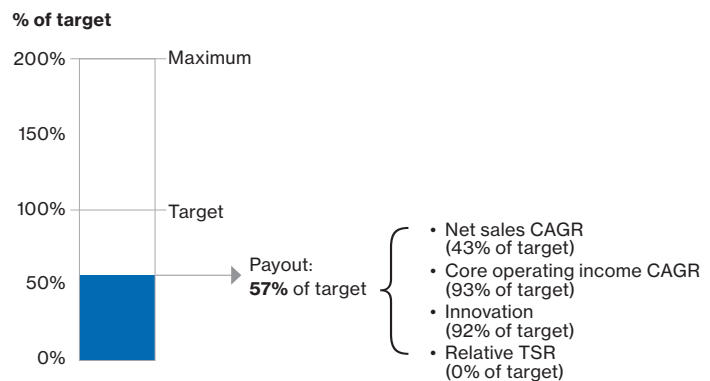 % of target
200%
Maximum
150%
100%
Target
50%
0%
Payout:
57% of target
• Net sales CAGR
(43% of target)
• Core operating income CAGR
(93% of target)
• Innovation
(92% of target)
• Relative TSR
(0% of target)